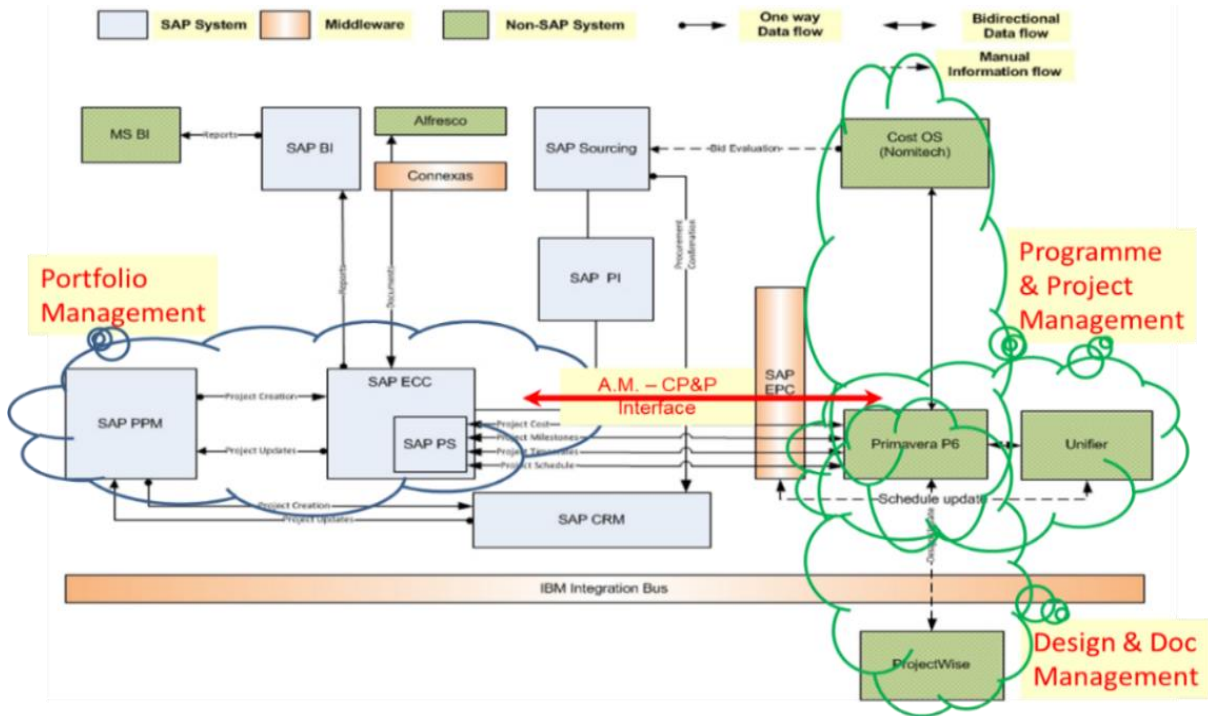 SAP System
Middleware
Non-SAP System
One way
Data flow
Bidirectional
Data flow
Manual
Information flow
MS BI
Reports
SAP BI
Alfresco
Connexas
SAP Sourcing
Bid Evaluation
Cost OS
(Nomitech)
Portfolio
Management
Reports
Documents
SAP PI
Procurement
Confirmation
Programme
& Project
Management
SAP PPM
Project Creation
Project Updates
SAP ECC
SAP PS
A.M. – CP&P
Interface
SAP
EPC
Project Cost
Project Milestones
Project Timesheets
Project Schedule
Primavera P6
Unifier
Schedule update
Project Creation
Project Updates
SAP CRM
IBM Integration Bus
ProjectWise
Design & Doc
Management